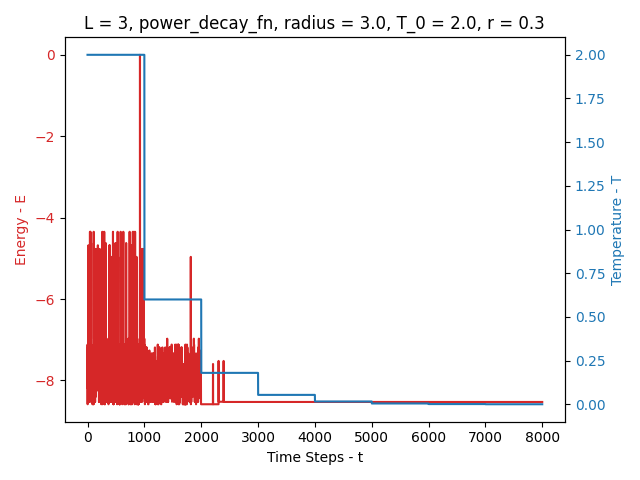 L = 3, power_decay_fn, radius = 3.0, T_0 = 2.0, r = 0.3
Energy - E
0
−2
−4
−6
−8
2.00
1.75
1.50
1.25
1.00
0.75
0.50
0.25
0.00
Temperature - T
0 1000 2000 3000 4000 5000 6000 7000 8000
Time Steps - t